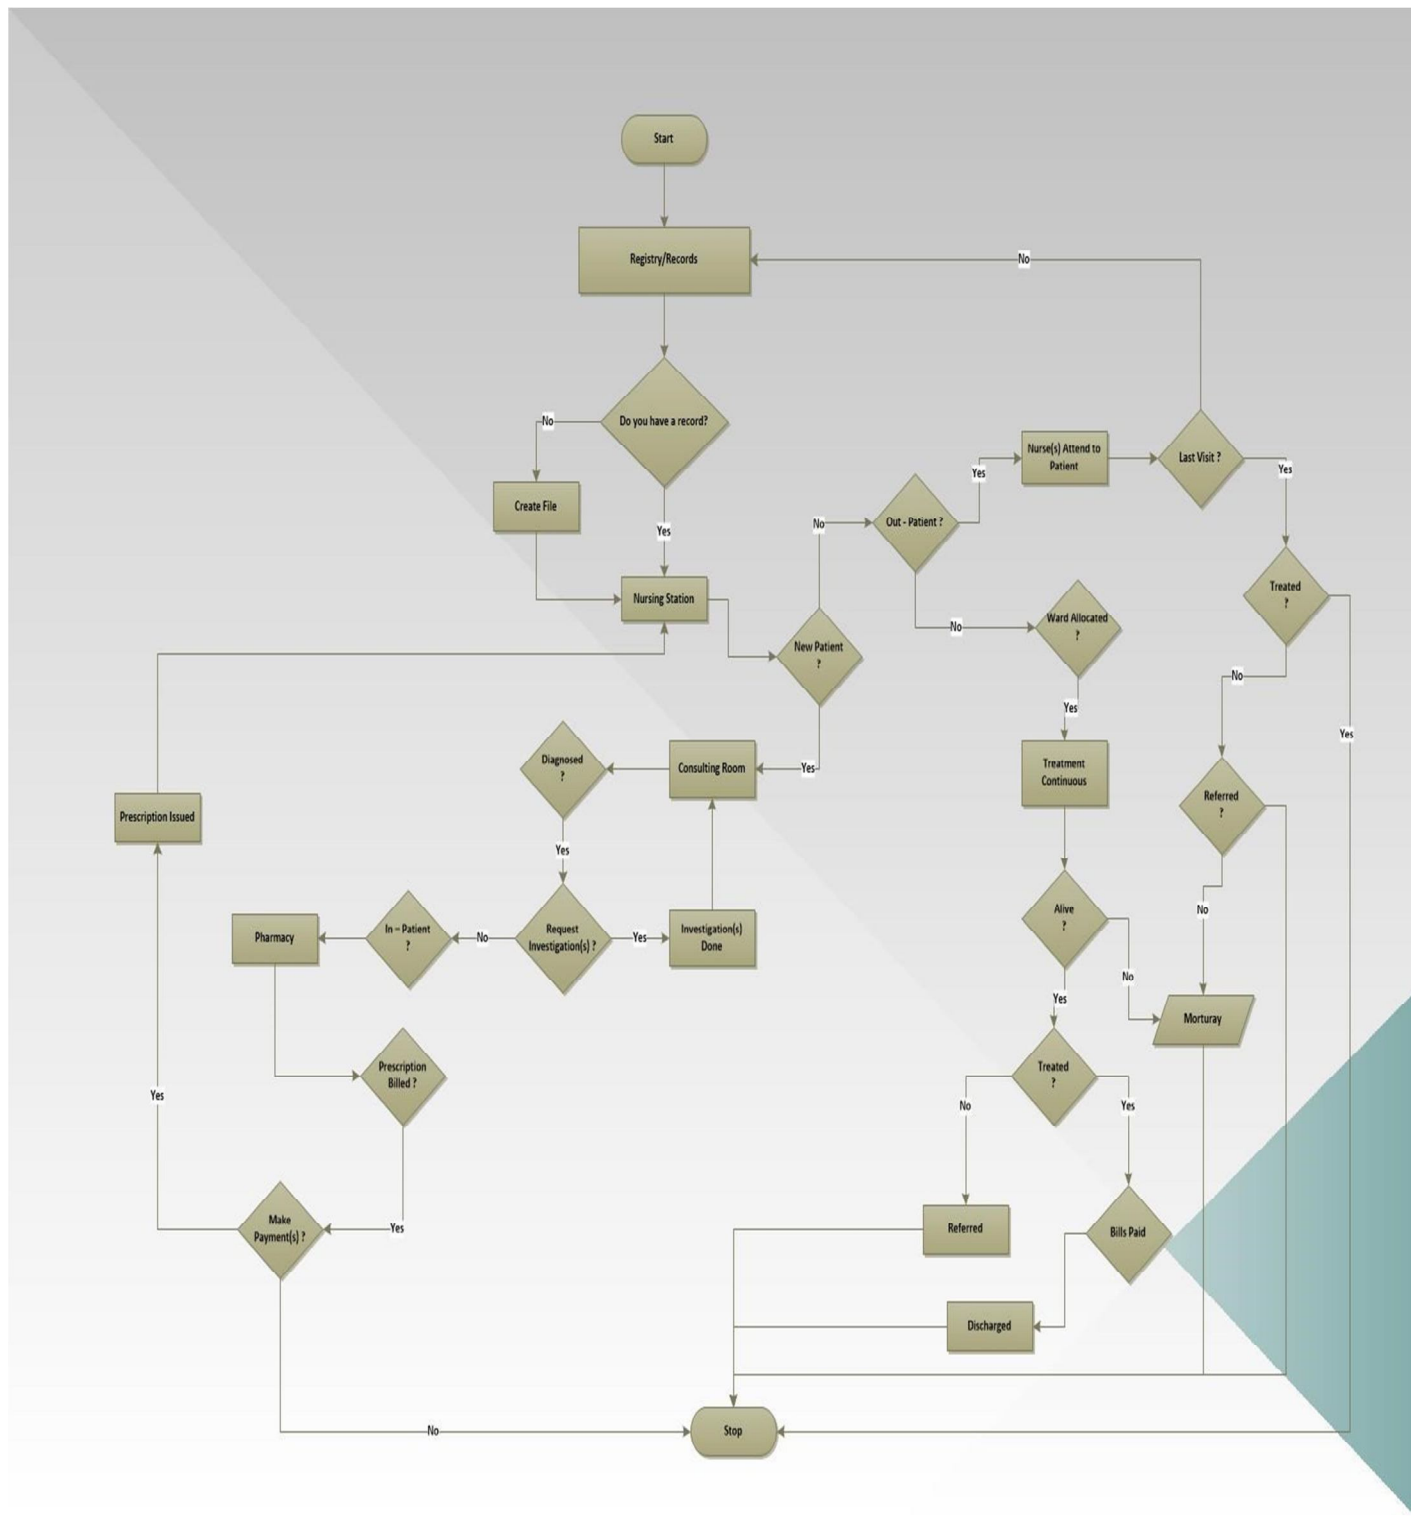 Start
Registry/Records
No
Do you have a record?
No
Create File
Yes
Nursing Station
Nurse(s) Attend to
Patient
Last Visit ?
Yes
Out - Patient ?
Yes
No
No
Ward Allocated
?
Treated
?
New Patient
?
No
Yes
Yes
Yes
Diagnosed
?
Consulting Room
Treatment
Continuous
Referred
?
Prescription Issued
Yes
Pharmacy
In – Patient
?
No
Request
Investigation(s) ?
Yes
Investigation(s)
Done
Alive
?
No
No
Yes
Morturay
Prescription
Billed ?
Treated
?
Yes
No
Yes
Make
Payment(s) ?
Yes
Referred
Bills Paid
Discharged
No
Stop